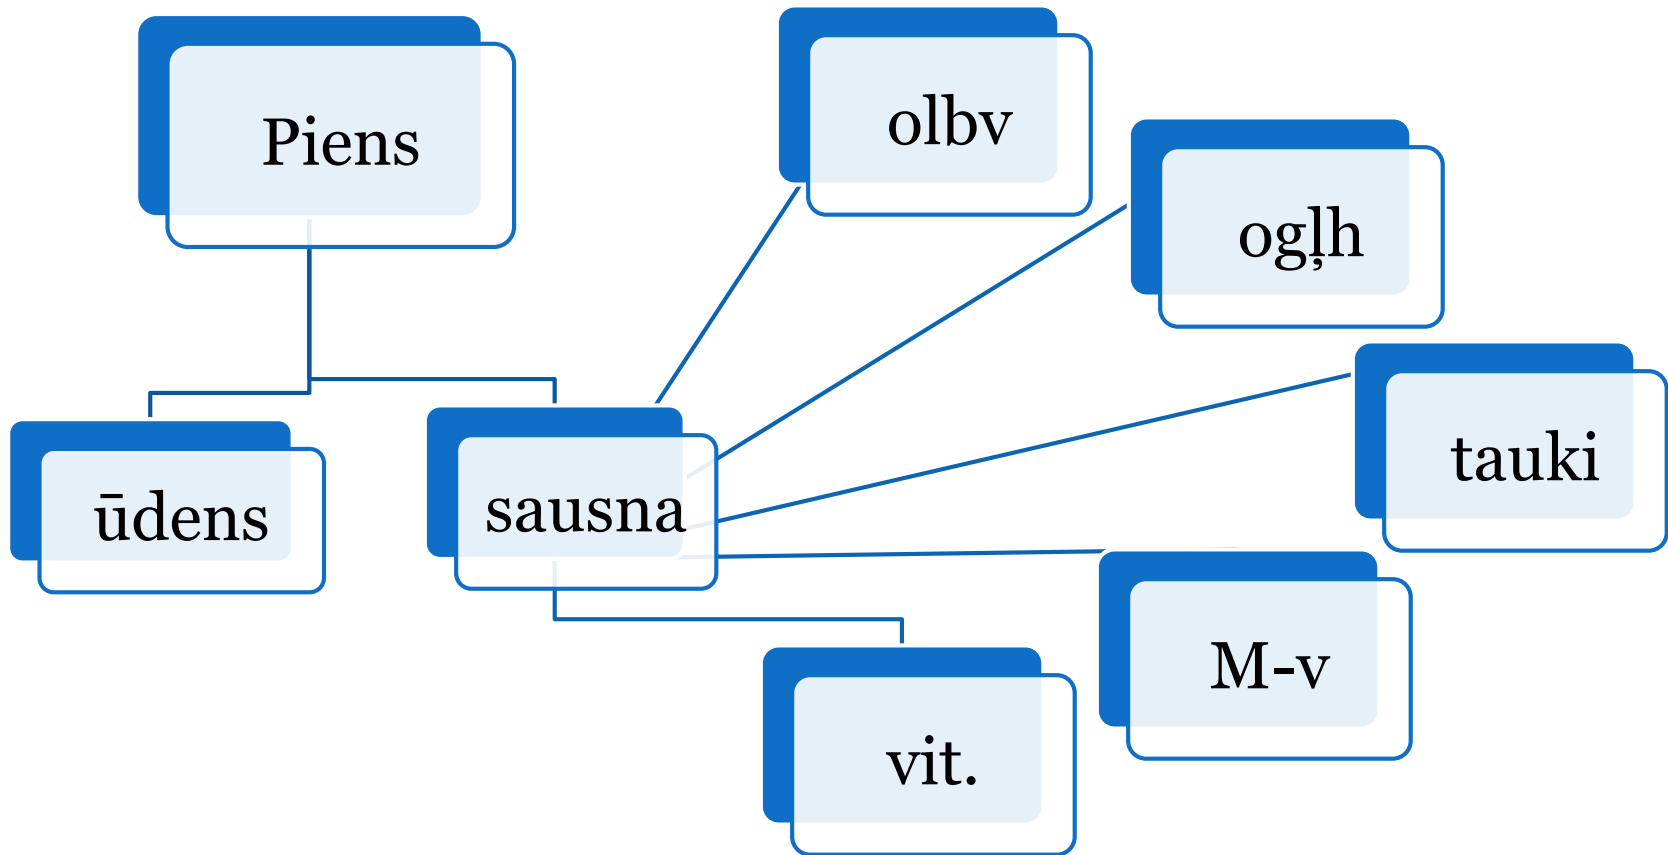 Piens
olbv
ogļh
tauki
ūdens
sausna
M-v
vit.